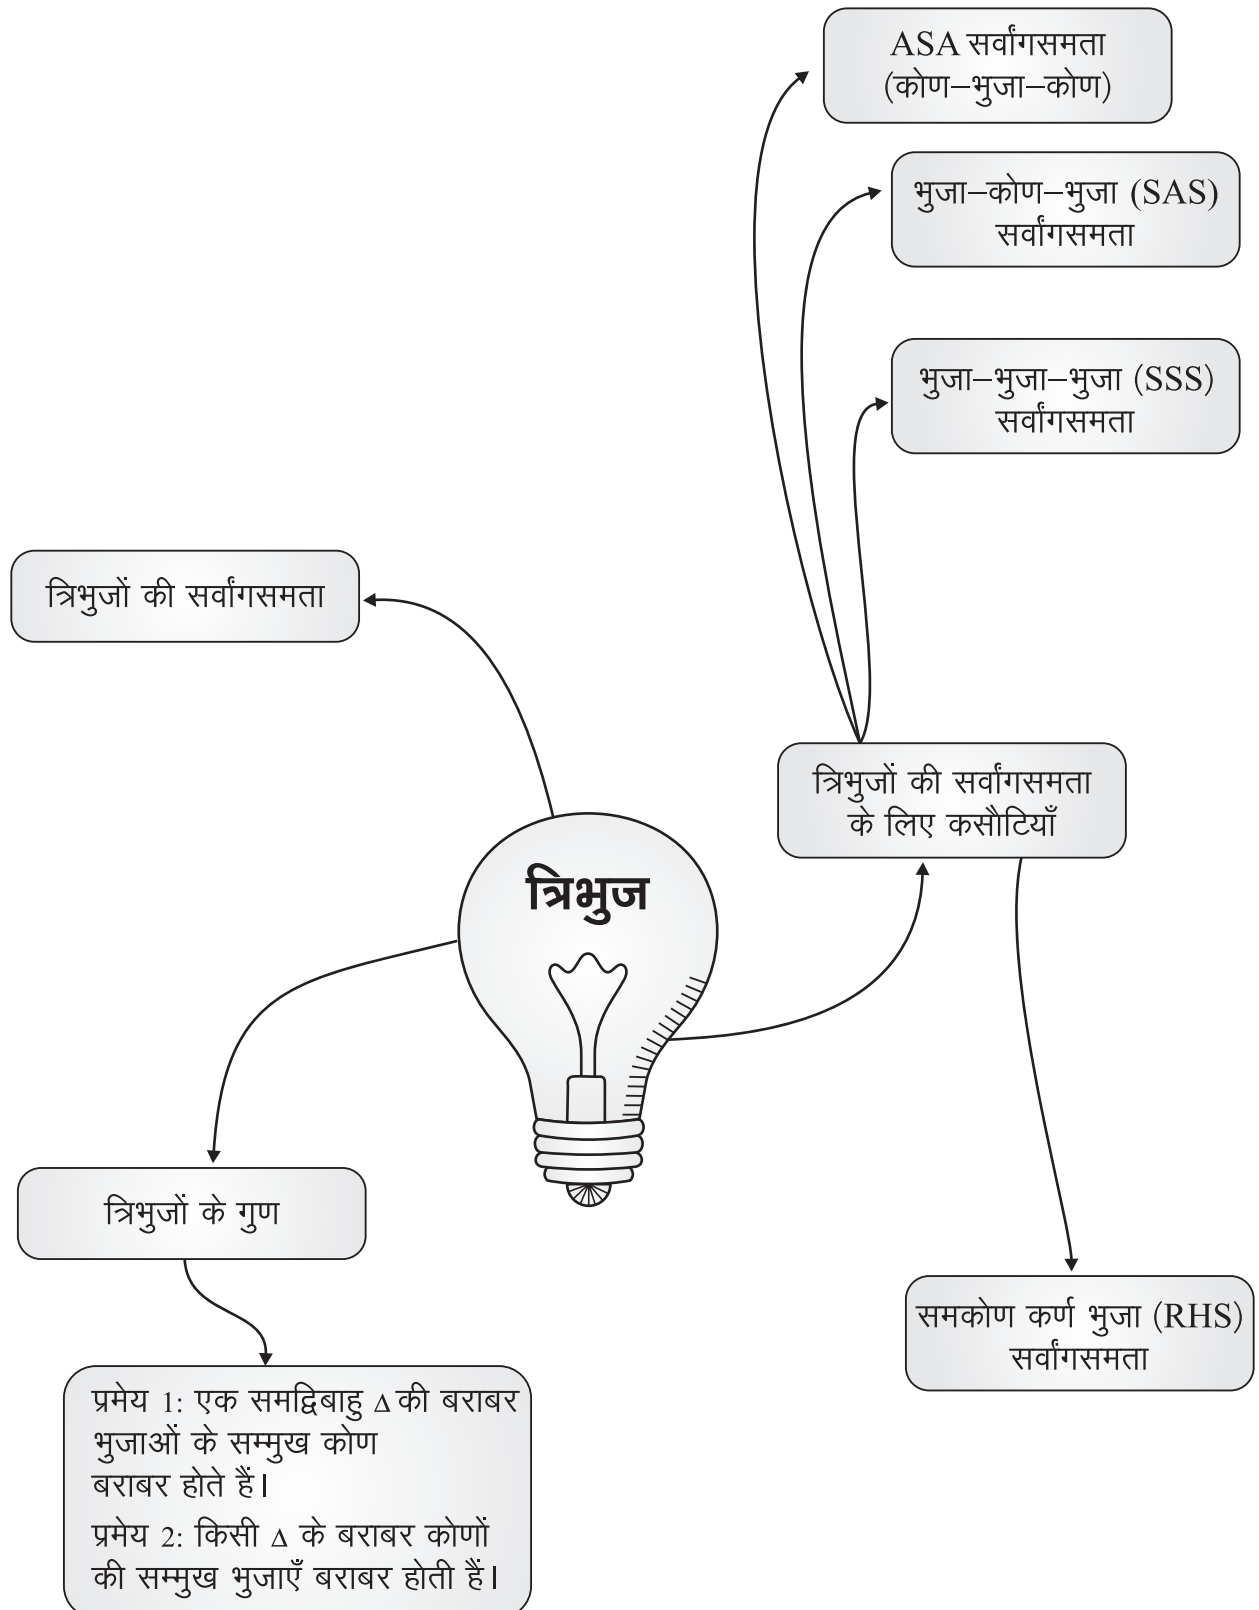 ASA सर्वांगसमता
(कोण–भुजा–कोण)
भुजा–कोण–भुजा (SAS)
सर्वांगसमता
भुजा–भुजा–भुजा (SSS)
सर्वांगसमता
त्रिभुजों की सर्वांगसमता
त्रिभुजों की सर्वांगसमता
के लिए कसौटियाँ
त्रिभुज
त्रिभुजों के गुण
समकोण कर्ण भुजा (RHS)
सर्वांगसमता
प्रमेय 1: एक समद्विबाहु Δ की बराबर
भुजाओं के सम्मुख कोण
बराबर होते हैं।
प्रमेय 2: किसी Δ के बराबर कोणों
की सम्मुख भुजाएँ बराबर होती हैं।